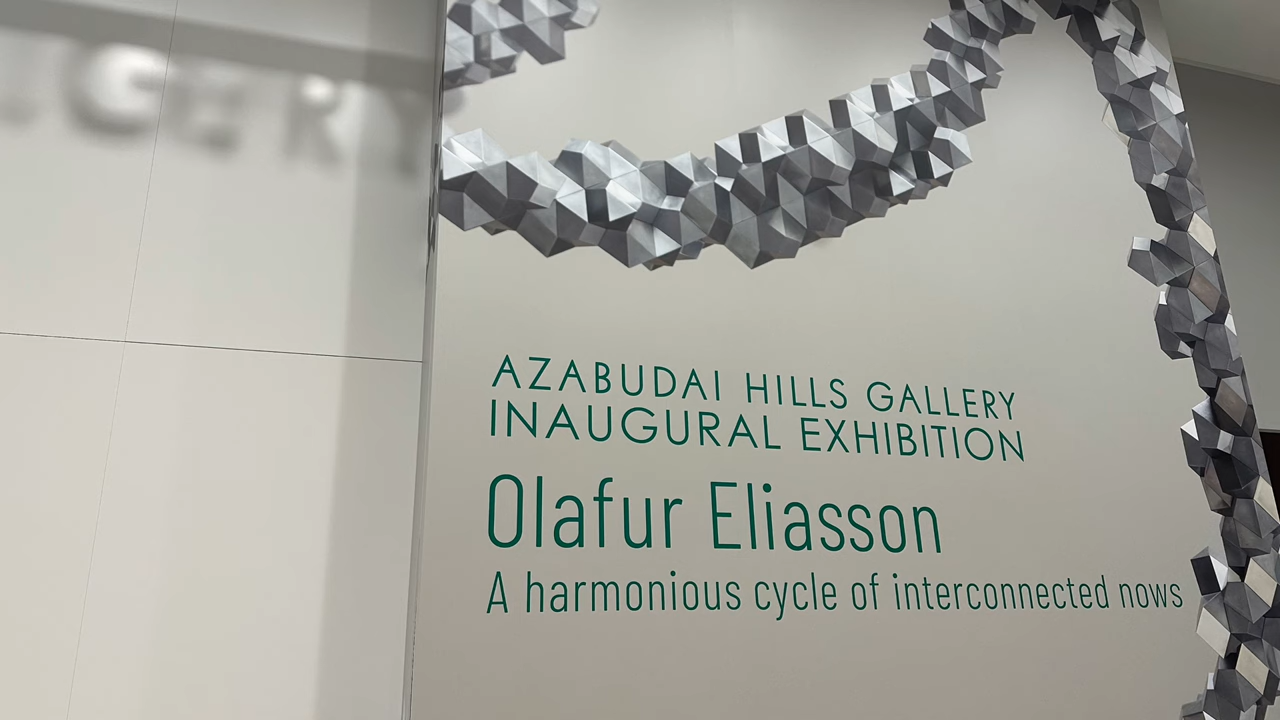 AZABUDAI HILLS GALLERY
INAUGURAL EXHIBITION
Olafur Eliasson
A harmonious cycle of interconnected nows